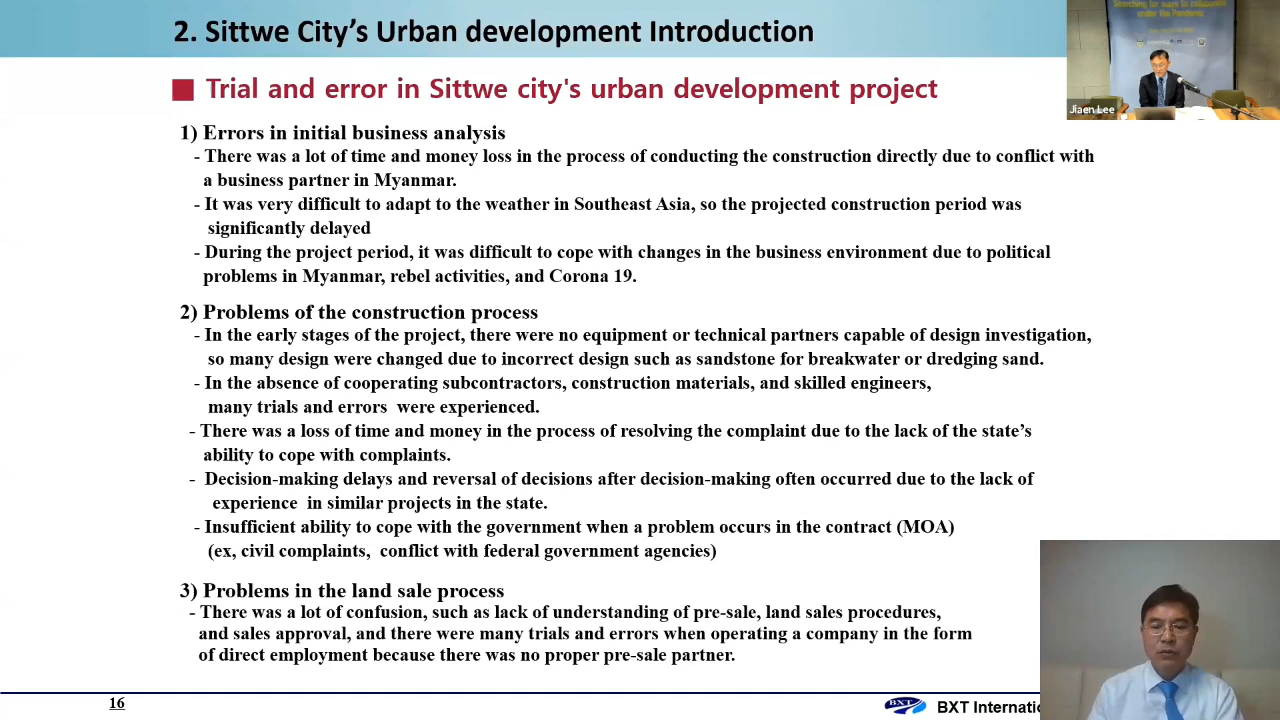 2. Sittwe City's Urban development Introduction
Searching for ways to collaborate
under the Pandemic
Jiaen Lee
Trial and error in Sittwe city's urban development project
1) Errors in initial business analysis
- There was a lot of time and money loss in the process of conducting the construction directly due to conflict with
a business partner in Myanmar.
- It was very difficult to adapt to the weather in Southeast Asia, so the projected construction period was
significantly delayed
- During the project period, it was difficult to cope with changes in the business environment due to political
problems in Myanmar, rebel activities, and Corona 19.
2) Problems of the construction process
- In the early stages of the project, there were no equipment or technical partners capable of design investigation,
so many design were changed due to incorrect design such as sandstone for breakwater or dredging sand.
- In the absence of cooperating subcontractors, construction materials, and skilled engineers,
many trials and errors were experienced.
- There was a loss of time and money in the process of resolving the complaint due to the lack of the state's
ability to cope with complaints.
- Decision-making delays and reversal of decisions after decision-making often occurred due to the lack of
experience in similar projects in the state.
- Insufficient ability to cope with the government when a problem occurs in the contract (MOA)
(ex, civil complaints, conflict with federal government agencies)
3) Problems in the land sale process
- There was a lot of confusion, such as lack of understanding of pre-sale, land sales procedures,
and sales approval, and there were many trials and errors when operating a company in the form
of direct employment because there was no proper pre-sale partner.
16
BXT
BXT Internatio